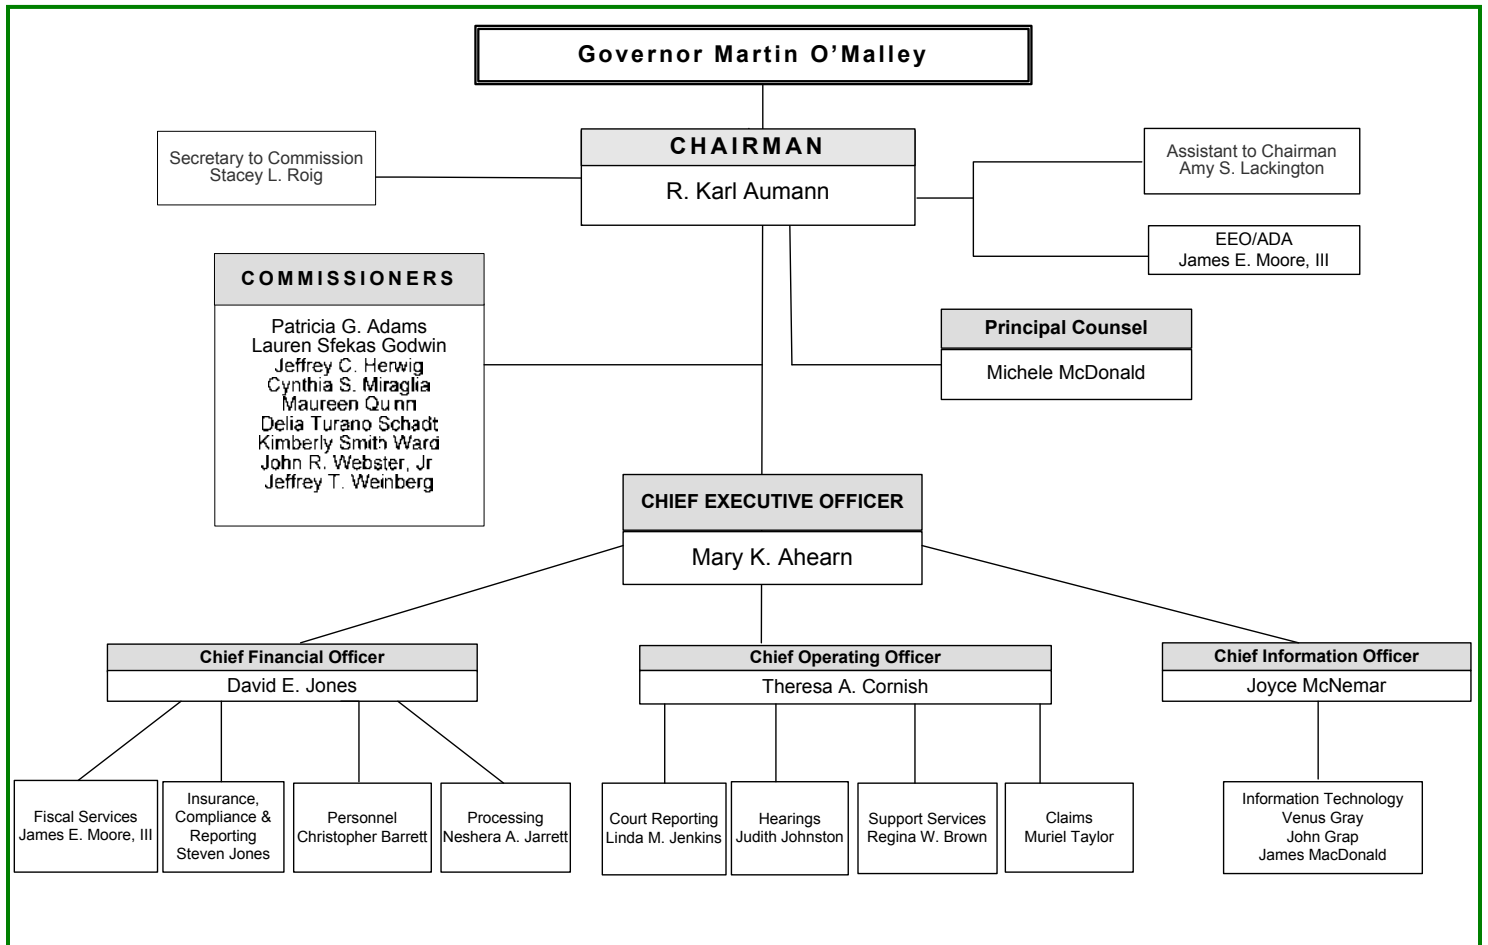 Governor Martin O’Malley
CHAIRMAN
R. Karl Aumann
Secretary to Commission
Stacey L. Roig
Assistant to Chairman
Amy S. Lackington
EEO/ADA
James E. Moore, III
COMMISSIONERS
Patricia G. Adams
Lauren Sfekas Godwin
Jeffrey C. Herwig
Cynthia S. Miraglia
Maureen Quinn
Delia Turano Schadt
Kimberly Smith Ward
John R. Webster, Jr
Jeffrey T. Weinberg
Principal Counsel
Michele McDonald
CHIEF EXECUTIVE OFFICER
Mary K. Ahearn
Chief Financial Officer
David E. Jones
Chief Operating Officer
Theresa A. Cornish
Chief Information Officer
Joyce McNemar
Fiscal Services
James E. Moore, III
Insurance,
Compliance &
Reporting
Steven Jones
Personnel
Christopher Barrett
Processing
Neshera A. Jarrett
Court Reporting
Linda M. Jenkins
Hearings
Judith Johnston
Support Services
Regina W. Brown
Claims
Muriel Taylor
Information Technology
Venus Gray
John Grap
James MacDonald